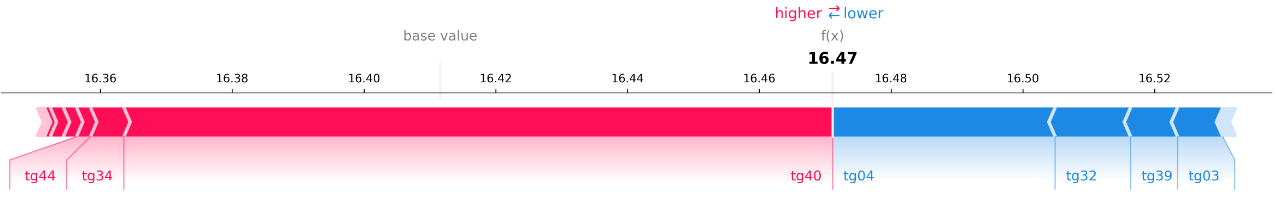 higher ⇄ lower
base value f(x)
16.47
16.36 16.38 16.40 16.42 16.44 16.46 16.48 16.50 16.52
tg44 tg34 tg40 tg04 tg32 tg39 tg03